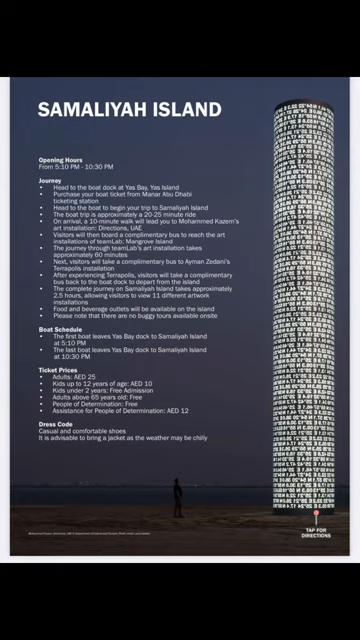 SAMALIYAH ISLAND
Opening Hours
From 5:10 PM - 10:30 PM
Journey
• Head to the boat dock at Yas Bay, Yas Island
• Purchase your boat ticket from Manar Abu Dhabi
ticketing station
• Head to the boat to begin your trip to Samaliyah Island
• The boat trip is approximately a 20-25 minute ride
• On arrival, a 10-minute walk will lead you to Mohammed Kazem's
art installation: Directions, UAE
• Visitors will then board a complimentary bus to reach the art
installations of teamLab: Mangrove Island
• The journey through teamLab's art installation takes
approximately 60 minutes
• Next, visitors will take a complimentary bus to Ayman Zedani's
Terrapolis installation
• After experiencing Terrapolis, visitors will take a complimentary
bus back to the boat dock to depart from the island
• The complete journey on Samaliyah Island takes approximately
2.5 hours, allowing visitors to view 11 different artwork
installations
• Food and beverage outlets will be available on the island
• Please note that there are no buggy tours available onsite
Boat Schedule
• The first boat leaves Yas Bay dock to Samaliyah Island
at 5:10 PM
• The last boat leaves Yas Bay dock to Samaliyah Island
at 10:30 PM
Ticket Prices
• Adults: AED 25
• Kids up to 12 years of age: AED 10
• Kids under 2 years: Free Admission
• Adults above 65 years old: Free
• People of Determination: Free
• Assistance for People of Determination: AED 12
Dress Code
Casual and comfortable shoes
It is advisable to bring a jacket as the weather may be chilly
TAP FOR
DIRECTIONS